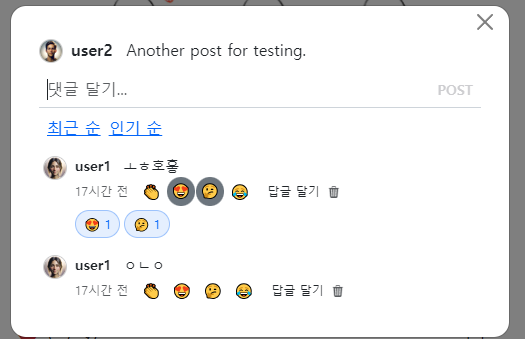 user2 Another post for testing.
댓글 달기... POST
최근 순 인기 순
user1 ㅗㅎ호홓
17시간 전 👏 😍 🫤 😂 답글 달기
😍 1 🫤 1
user1 ㅇㄴㅇ
17시간 전 👏 😍 🫤 😂 답글 달기